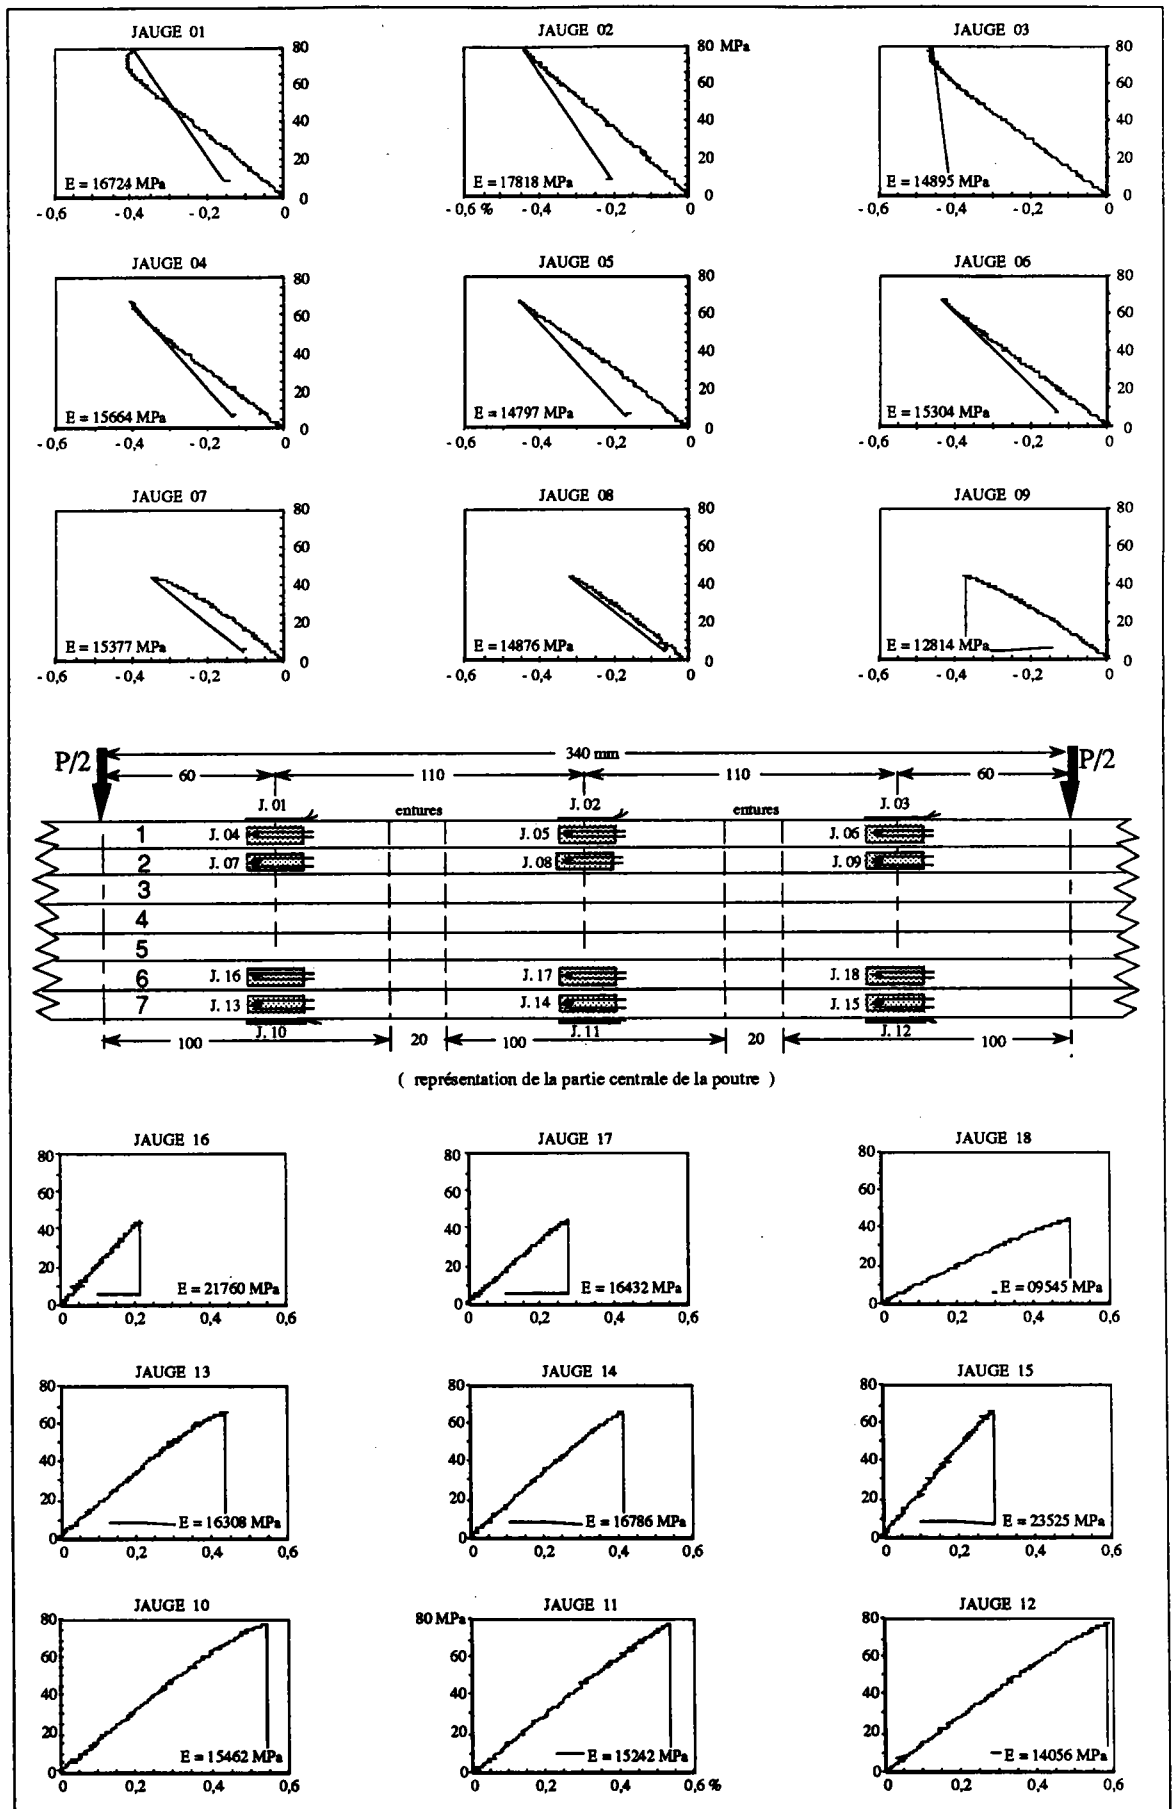 JAUGE 01 JAUGE 02 JAUGE 03
80 80 MPa 80
60 60 60
40 40 40
20 20 20
E = 16724 MPa E = 17818 MPa E = 14895 MPa
0 0 0
- 0,6 - 0,4 - 0,2 0 - 0,6 % - 0,4 - 0,2 0 - 0,6 - 0,4 - 0,2 0
JAUGE 04 JAUGE 05 JAUGE 06
80 80 80
60 60 60
40 40 40
20 20 20
E = 15664 MPa E = 14797 MPa E = 15304 MPa
0 0 0
- 0,6 - 0,4 - 0,2 0 - 0,6 - 0,4 - 0,2 0 - 0,6 - 0,4 - 0,2 0
JAUGE 07 JAUGE 08 JAUGE 09
80 80 80
60 60 60
40 40 40
20 20 20
E = 15377 MPa E = 14876 MPa E = 12814 MPa
0 0 0
- 0,6 - 0,4 - 0,2 0 - 0,6 - 0,4 - 0,2 0 - 0,6 - 0,4 - 0,2 0
340 mm
P/2 P/2
60 110 110 60
J. 01 entures J. 02 entures J. 03
1 J. 04 J. 05 J. 06
2 J. 07 J. 08 J. 09
3
4
5
6 J. 16 J. 17 J. 18
7 J. 13 J. 14 J. 15
J. 10 J. 11 J. 12
100 20 100 20 100
( représentation de la partie centrale de la poutre )
JAUGE 16 JAUGE 17 JAUGE 18
80 80 80
60 60 60
40 40 40
20 20 20
E = 21760 MPa E = 16432 MPa E = 09545 MPa
0 0 0
0 0,2 0,4 0,6 0 0,2 0,4 0,6 0 0,2 0,4 0,6
JAUGE 13 JAUGE 14 JAUGE 15
80 80 80
60 60 60
40 40 40
20 20 20
E = 16308 MPa E = 16786 MPa E = 23525 MPa
0 0 0
0 0,2 0,4 0,6 0 0,2 0,4 0,6 0 0,2 0,4 0,6
JAUGE 10 JAUGE 11 JAUGE 12
80 80 MPa 80
60 60 60
40 40 40
20 20 20
E = 15462 MPa E = 15242 MPa E = 14056 MPa
0 0 0
0 0,2 0,4 0,6 0 0,2 0,4 0,6 % 0 0,2 0,4 0,6